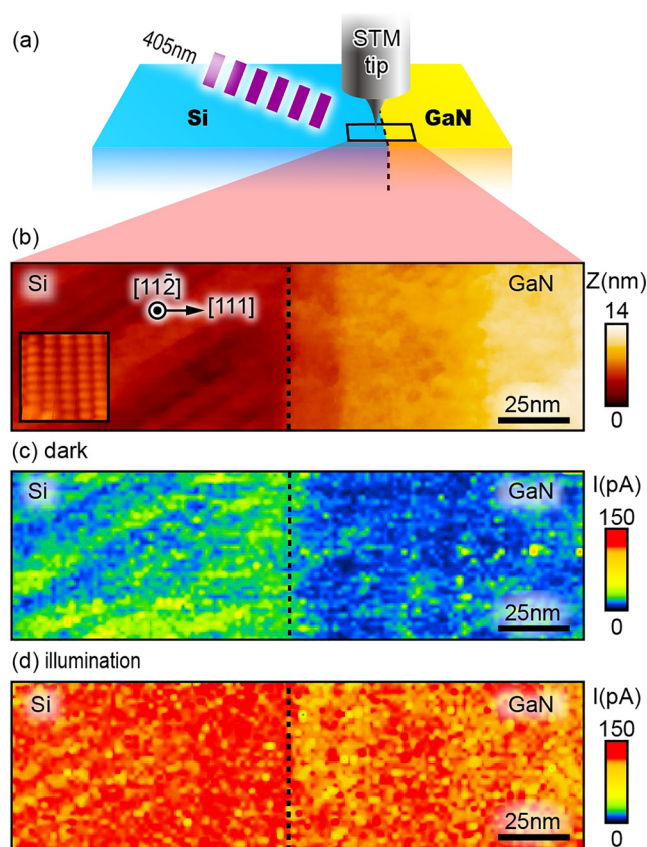 (a)
405nm
STM
tip
Si
GaN
(b)
Si
[112̄]
[111]
GaN
25nm
Z(nm)
14
0
(c) dark
Si
GaN
25nm
I(pA)
150
0
(d) illumination
Si
GaN
25nm
I(pA)
150
0